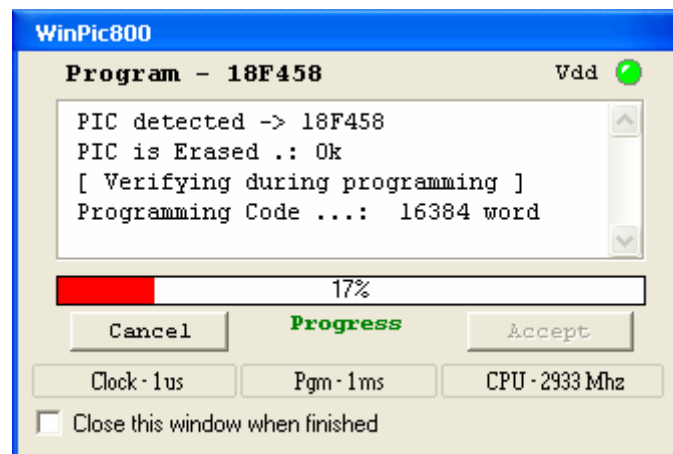 WinPic800
Program - 18F458 Vdd
PIC detected -> 18F458
PIC is Erased .: Ok
[ Verifying during programming ]
Programming Code ...: 16384 word
17%
Cancel Progress Accept
Clock - 1us Pgm - 1ms CPU - 2933 Mhz
Close this window when finished